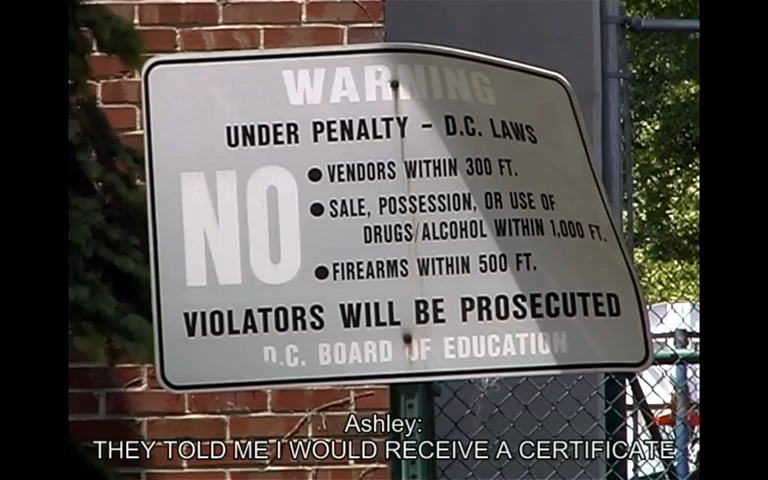 WARNING
UNDER PENALTY - D.C. LAWS
NO
● VENDORS WITHIN 300 FT.
● SALE, POSSESSION, OR USE OF
DRUGS/ALCOHOL WITHIN 1,000 FT.
● FIREARMS WITHIN 500 FT.
VIOLATORS WILL BE PROSECUTED
D.C. BOARD OF EDUCATION
Ashley:
THEY TOLD ME I WOULD RECEIVE A CERTIFICATE